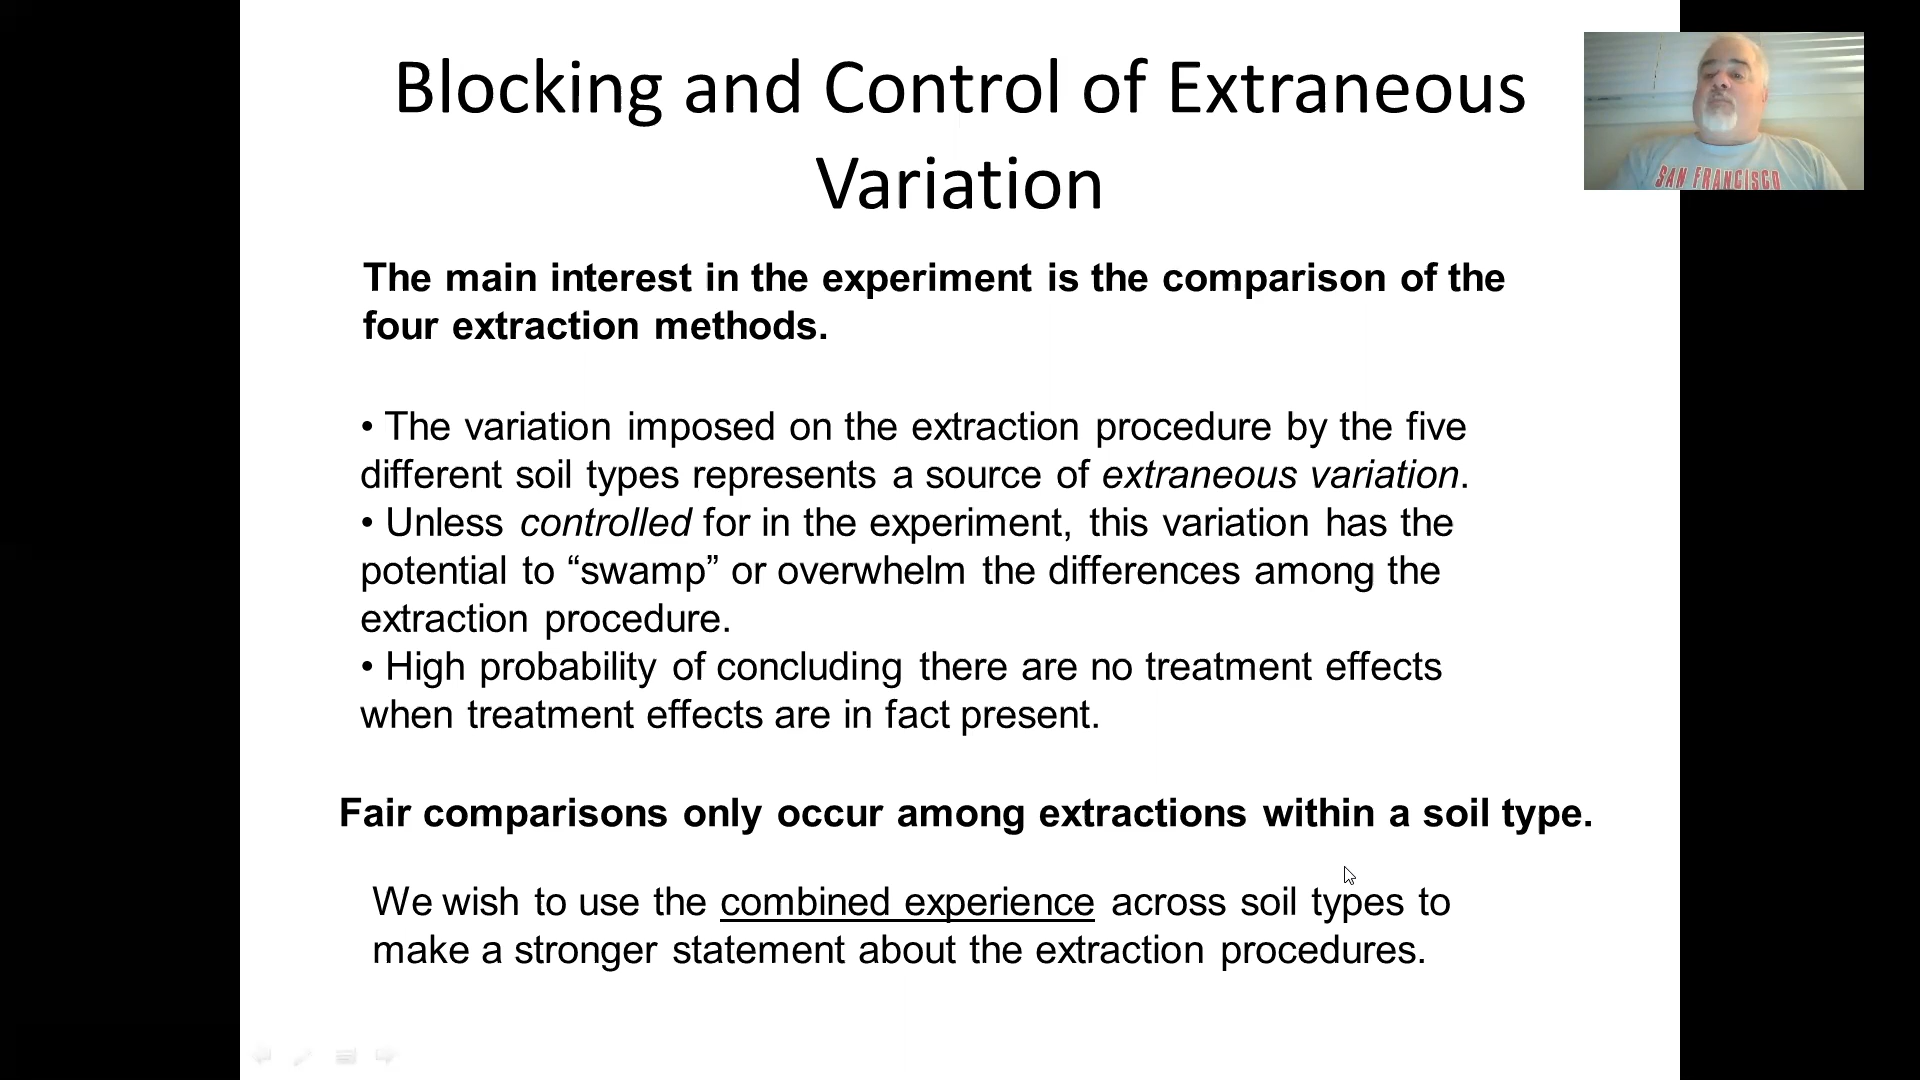 Blocking and Control of Extraneous
Variation
SAN FRANCISCO
The main interest in the experiment is the comparison of the
four extraction methods.
• The variation imposed on the extraction procedure by the five
different soil types represents a source of extraneous variation.
• Unless controlled for in the experiment, this variation has the
potential to “swamp” or overwhelm the differences among the
extraction procedure.
• High probability of concluding there are no treatment effects
when treatment effects are in fact present.
Fair comparisons only occur among extractions within a soil type.
We wish to use the combined experience across soil types to
make a stronger statement about the extraction procedures.